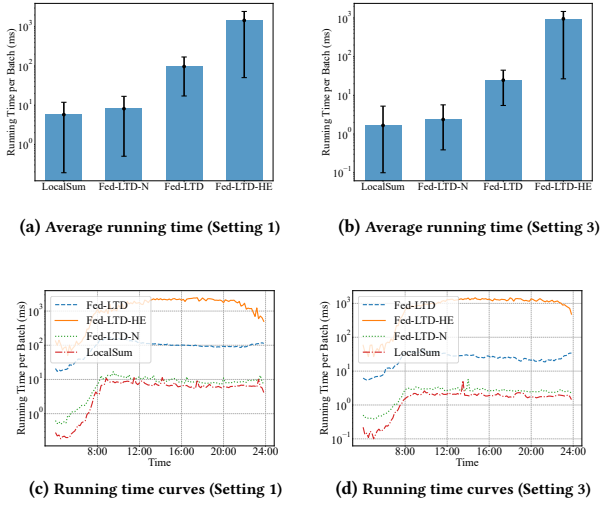 Running Time per Batch (ms)
10³
10²
10¹
10⁰
LocalSum Fed-LTD-N Fed-LTD Fed-LTD-HE
(a) Average running time (Setting 1)
Running Time per Batch (ms)
10³
10²
10¹
10⁰
10⁻¹
LocalSum Fed-LTD-N Fed-LTD Fed-LTD-HE
(b) Average running time (Setting 3)
Running Time per Batch (ms)
10³
10²
10¹
10⁰
Fed-LTD
Fed-LTD-HE
Fed-LTD-N
LocalSum
8:00 12:00 16:00 20:00 24:00
Time
(c) Running time curves (Setting 1)
Running Time per Batch (ms)
10³
10²
10¹
10⁰
10⁻¹
Fed-LTD
Fed-LTD-HE
Fed-LTD-N
LocalSum
8:00 12:00 16:00 20:00 24:00
Time
(d) Running time curves (Setting 3)